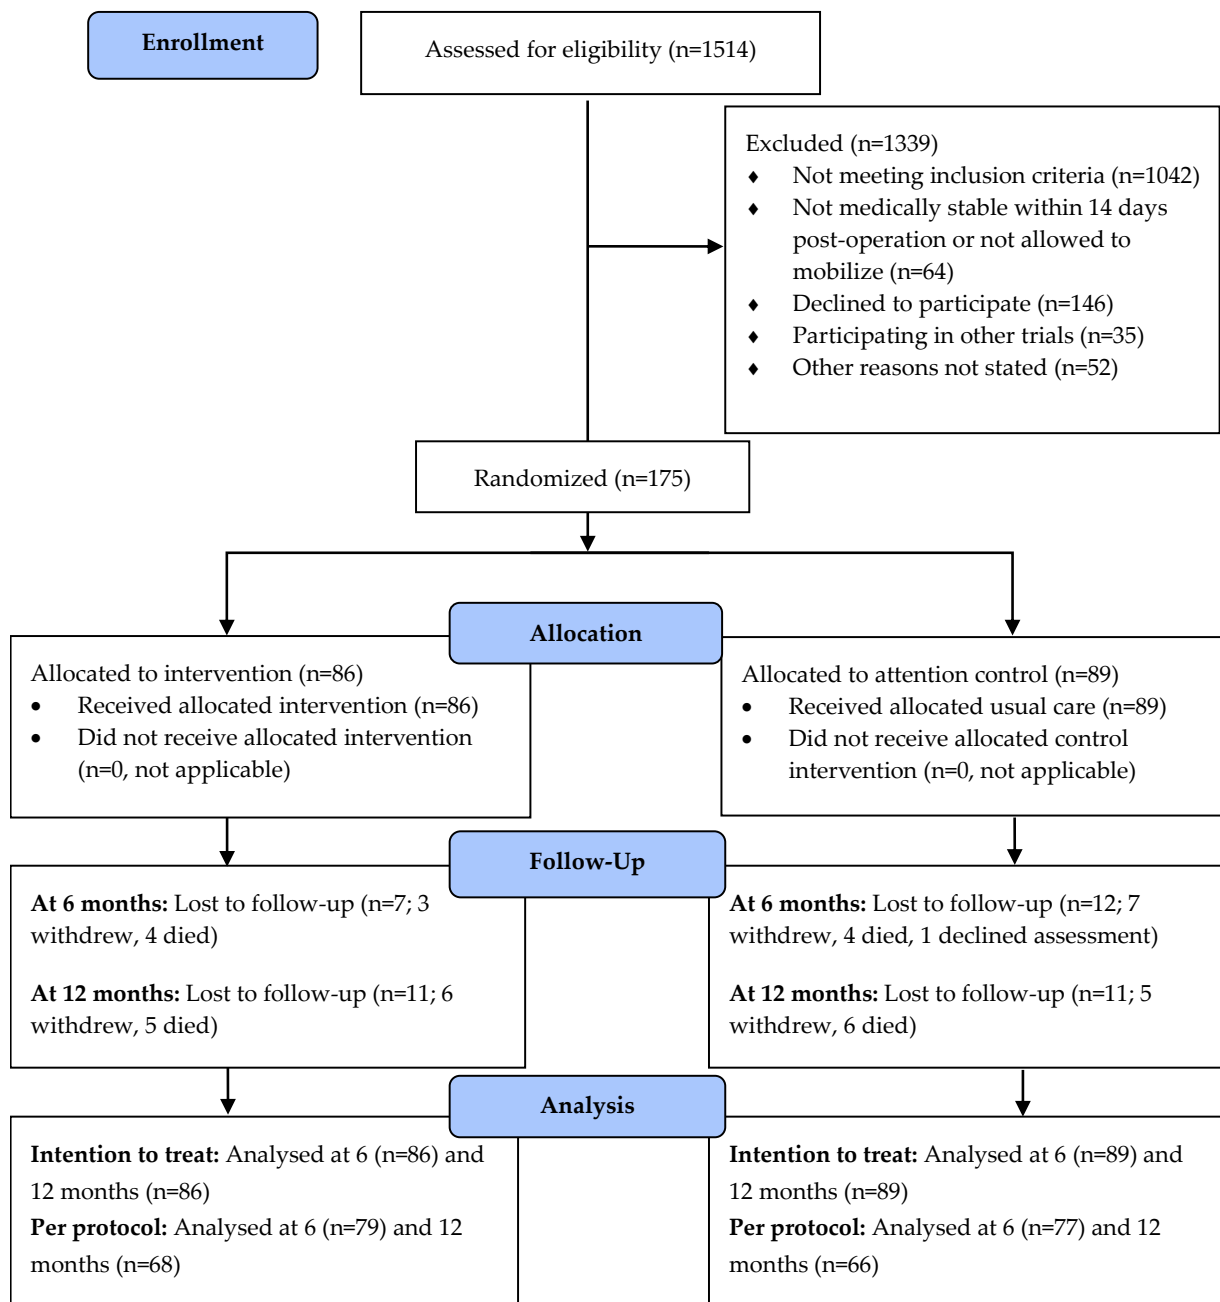 Enrollment
Assessed for eligibility (n=1514)
Excluded (n=1339)
♦ Not meeting inclusion criteria (n=1042)
♦ Not medically stable within 14 days
post-operation or not allowed to
mobilize (n=64)
♦ Declined to participate (n=146)
♦ Participating in other trials (n=35)
♦ Other reasons not stated (n=52)
Randomized (n=175)
Allocation
Allocated to intervention (n=86)
• Received allocated intervention (n=86)
• Did not receive allocated intervention
(n=0, not applicable)
Allocated to attention control (n=89)
• Received allocated usual care (n=89)
• Did not receive allocated control
intervention (n=0, not applicable)
Follow-Up
At 6 months: Lost to follow-up (n=7; 3
withdrew, 4 died)
At 12 months: Lost to follow-up (n=11; 6
withdrew, 5 died)
At 6 months: Lost to follow-up (n=12; 7
withdrew, 4 died, 1 declined assessment)
At 12 months: Lost to follow-up (n=11; 5
withdrew, 6 died)
Analysis
Intention to treat: Analysed at 6 (n=86) and
12 months (n=86)
Per protocol: Analysed at 6 (n=79) and 12
months (n=68)
Intention to treat: Analysed at 6 (n=89) and
12 months (n=89)
Per protocol: Analysed at 6 (n=77) and 12
months (n=66)